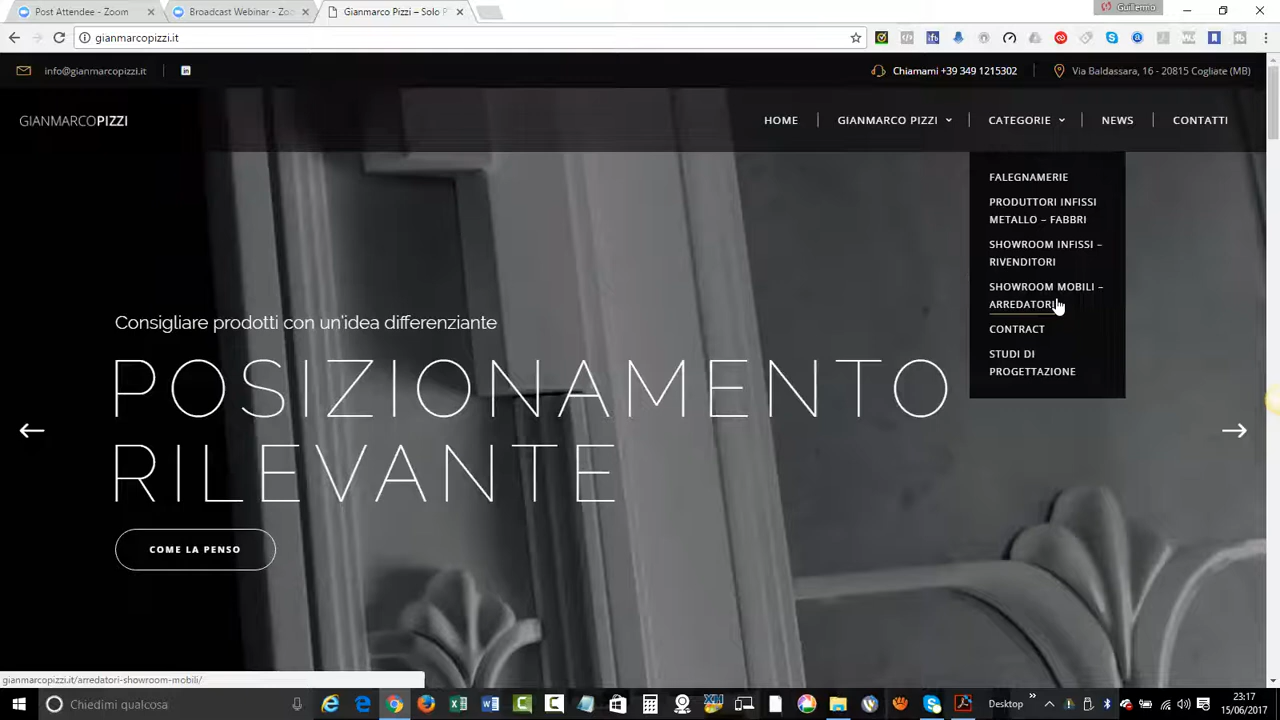 Post Attendee - Zoom
Broadcast Webinar - Zoo
Gianmarco Pizzi – Solo P
Guillermo
gianmarcopizzi.it
info@gianmarcopizzi.it
Chiamami +39 349 1215302
Via Baldassara, 16 - 20815 Cogliate (MB)
GIANMARCOPIZZI
HOME
GIANMARCO PIZZI
CATEGORIE
NEWS
CONTATTI
FALEGNAMERIE
PRODUTTORI INFISSI
METALLO – FABBRI
SHOWROOM INFISSI –
RIVENDITORI
SHOWROOM MOBILI –
ARREDATORI
CONTRACT
STUDI DI
PROGETTAZIONE
Consigliare prodotti con un'idea differenziante
POSIZIONAMENTO
RILEVANTE
COME LA PENSO
gianmarcopizzi.it/arredatori-showroom-mobili/
Chiedimi qualcosa
Desktop
23:17
15/06/2017